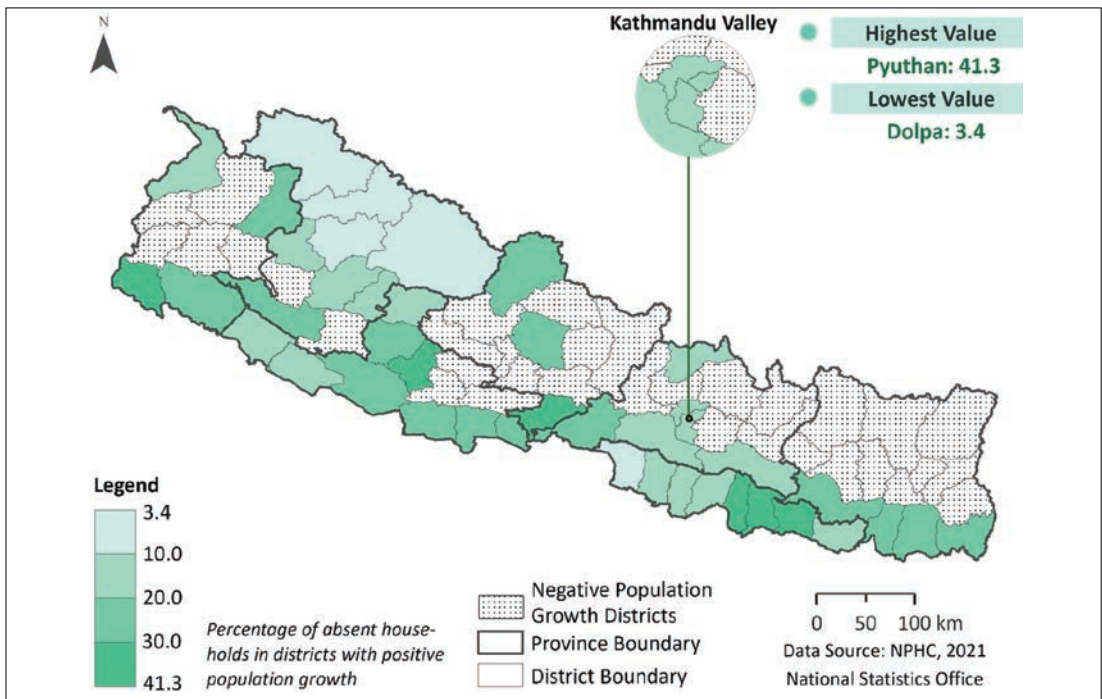 N
Kathmandu Valley
Highest Value
Pyuthan: 41.3
Lowest Value
Dolpa: 3.4
Legend
3.4
10.0
20.0
30.0
41.3
Percentage of absent house-
holds in districts with positive
population growth
Negative Population
Growth Districts
Province Boundary
District Boundary
0 50 100 km
Data Source: NPHC, 2021
National Statistics Office